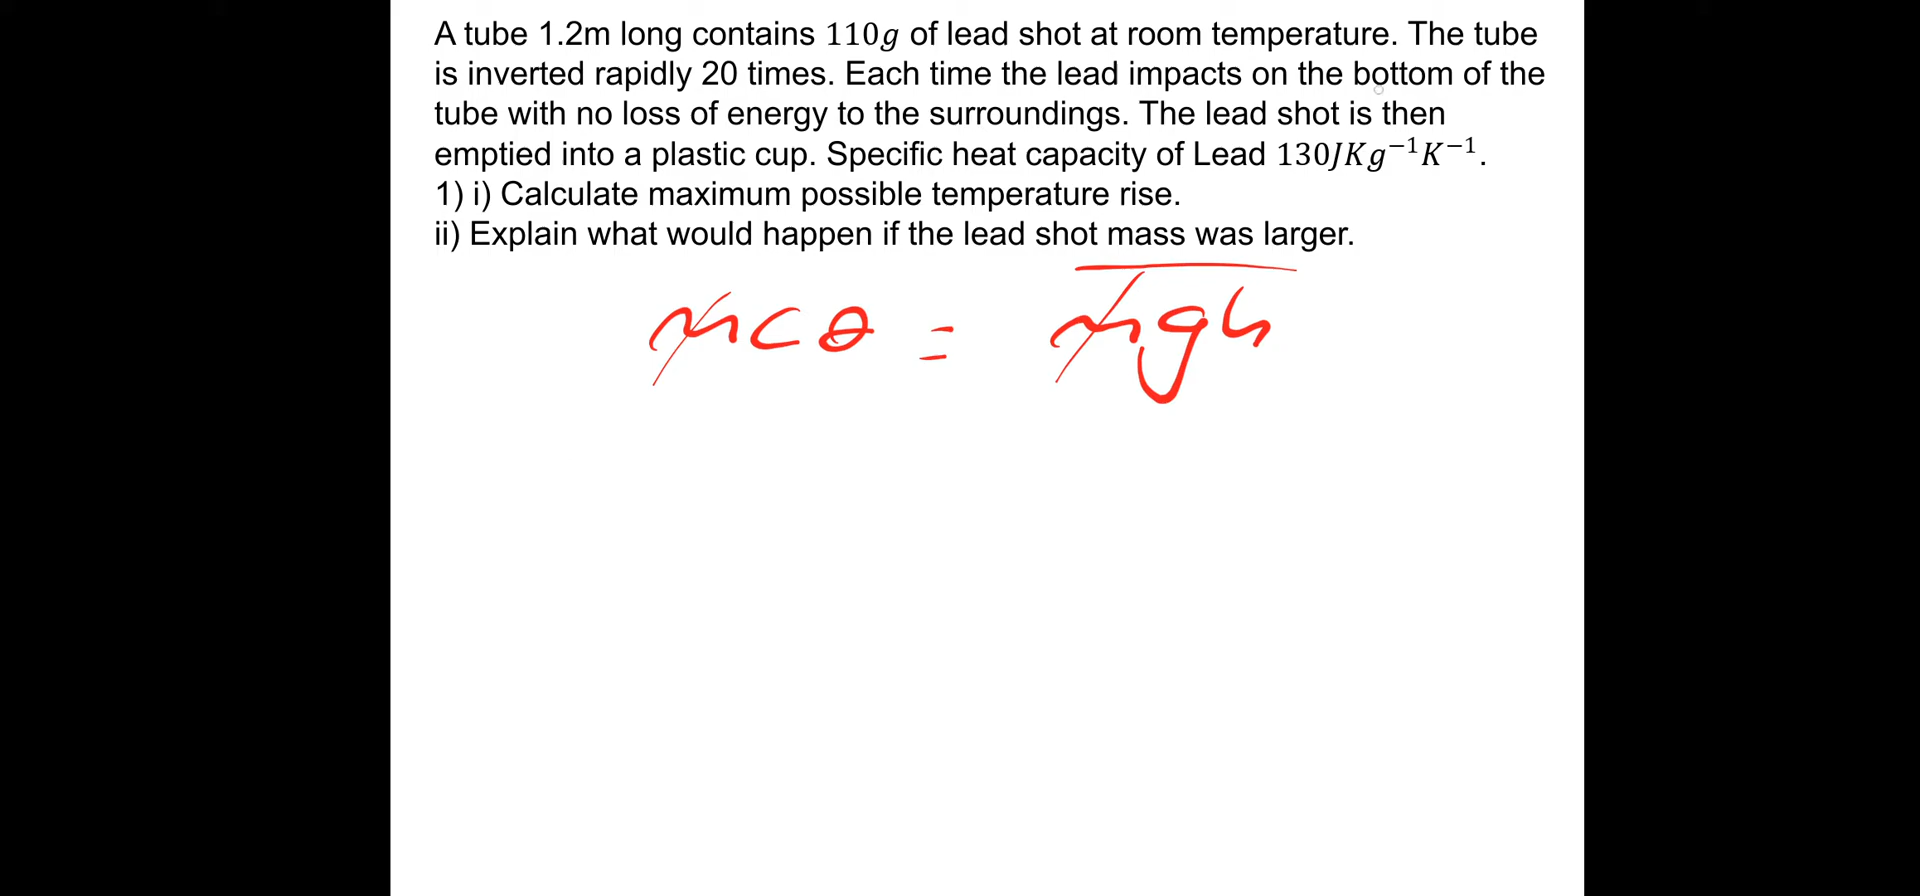 A tube 1.2m long contains 110g of lead shot at room temperature. The tube
is inverted rapidly 20 times. Each time the lead impacts on the bottom of the
tube with no loss of energy to the surroundings. The lead shot is then
emptied into a plastic cup. Specific heat capacity of Lead 130JKg⁻¹K⁻¹.
1) i) Calculate maximum possible temperature rise.
ii) Explain what would happen if the lead shot mass was larger.
mcθ = mgh